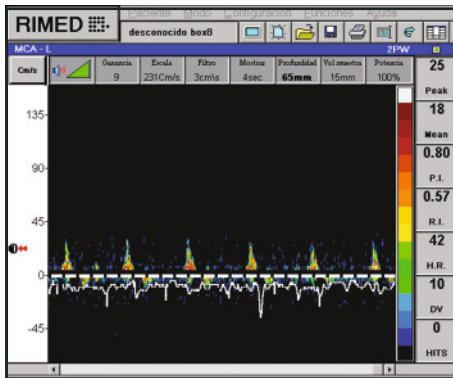 RIMED
Paciente Modo Configuración Funciones Ayuda
desconocido box8
MCA - L
2PW
Cm/s
Ganancia
9
Escala
231Cm/s
Filtro
3cm\s
Mostrar
4sec
Profundidad
65mm
Vol muestra
15mm
Potencia
100%
135
90
45
0
-45
1
25
Peak
18
Mean
0.80
P.I.
0.57
R.I.
42
H.R.
10
DV
0
HITS